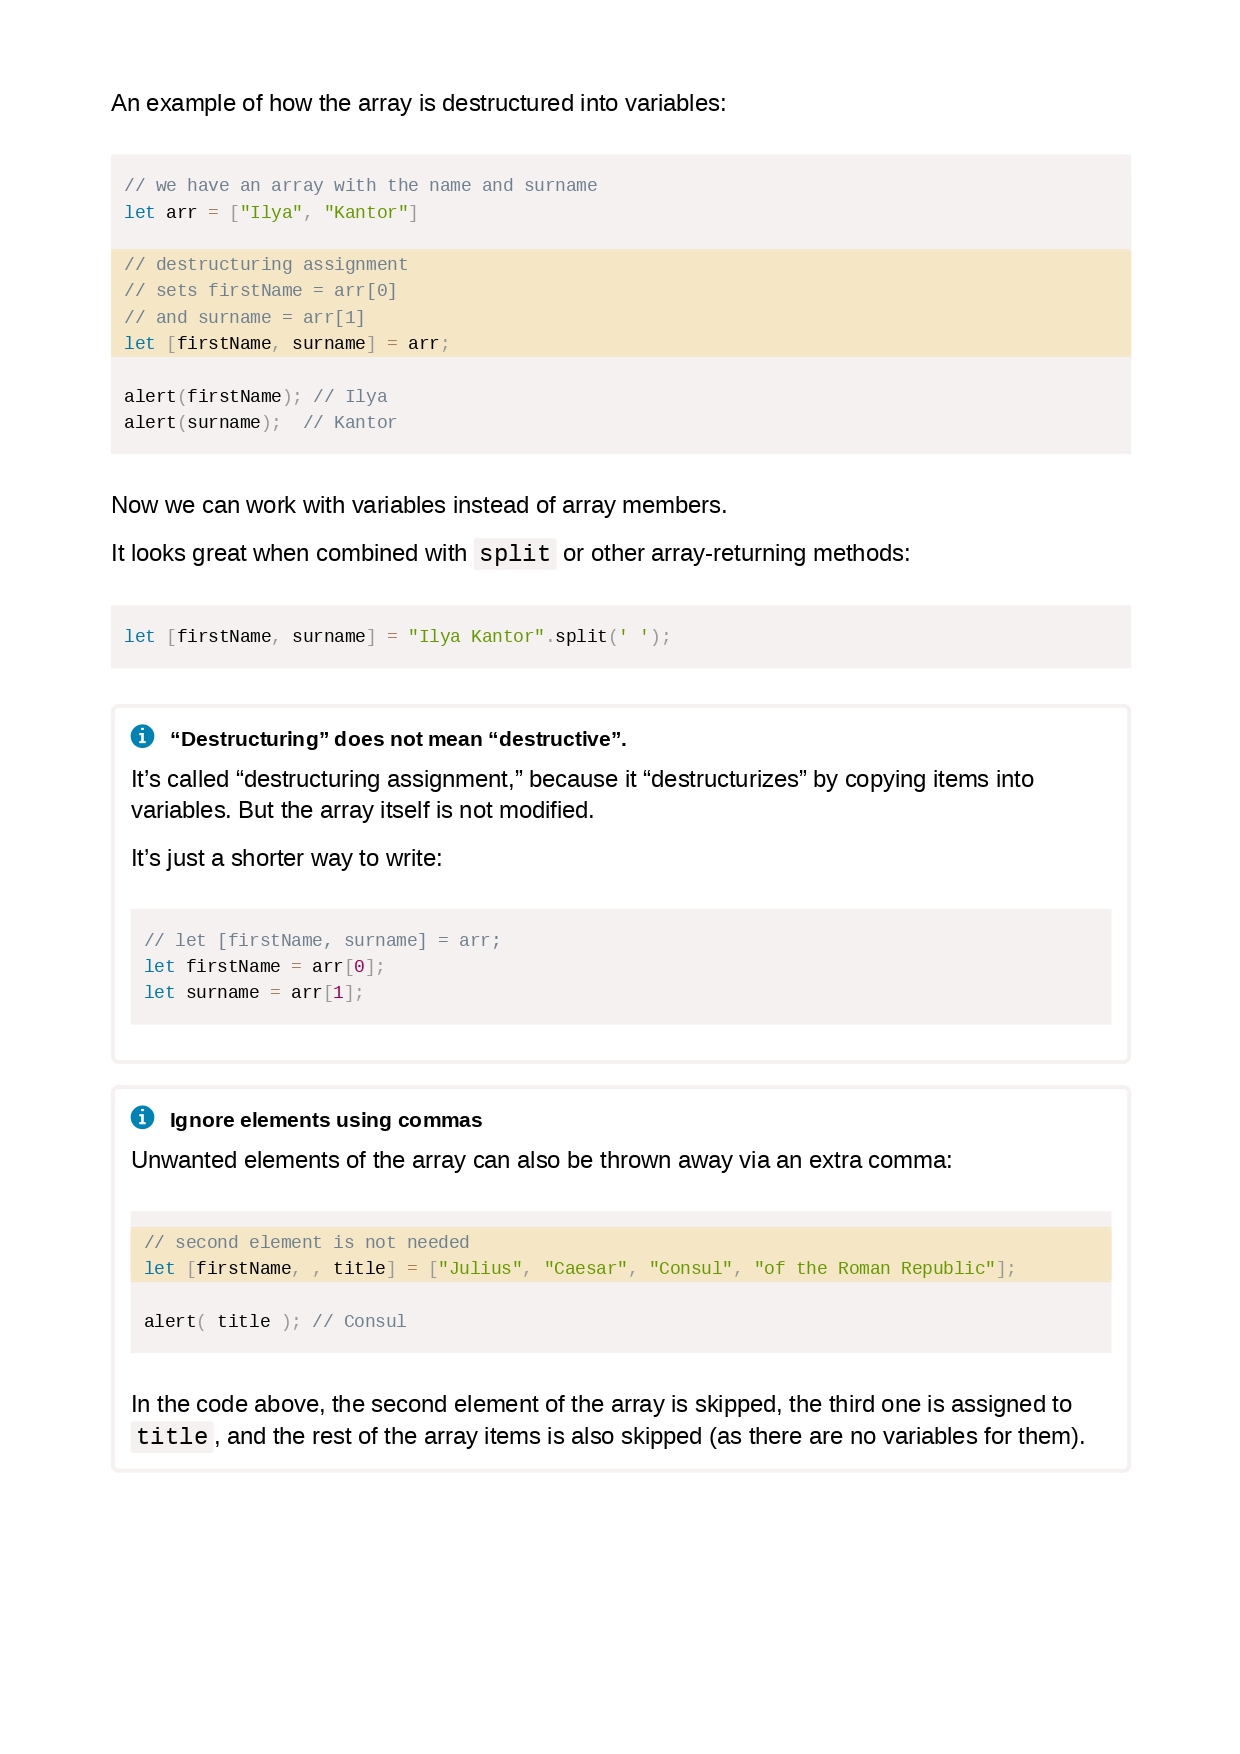 An example of how the array is destructured into variables:
// we have an array with the name and surname
let arr = ["Ilya", "Kantor"]
// destructuring assignment
// sets firstName = arr[0]
// and surname = arr[1]
let [firstName, surname] = arr;
alert(firstName); // Ilya
alert(surname);  // Kantor
Now we can work with variables instead of array members.
It looks great when combined with split or other array-returning methods:
let [firstName, surname] = "Ilya Kantor".split(' ');
“Destructuring” does not mean “destructive”.
It’s called “destructuring assignment,” because it “destructurizes” by copying items into
variables. But the array itself is not modified.
It’s just a shorter way to write:
// let [firstName, surname] = arr;
let firstName = arr[0];
let surname = arr[1];
Ignore elements using commas
Unwanted elements of the array can also be thrown away via an extra comma:
// second element is not needed
let [firstName, , title] = ["Julius", "Caesar", "Consul", "of the Roman Republic"];
alert( title ); // Consul
In the code above, the second element of the array is skipped, the third one is assigned to
title, and the rest of the array items is also skipped (as there are no variables for them).